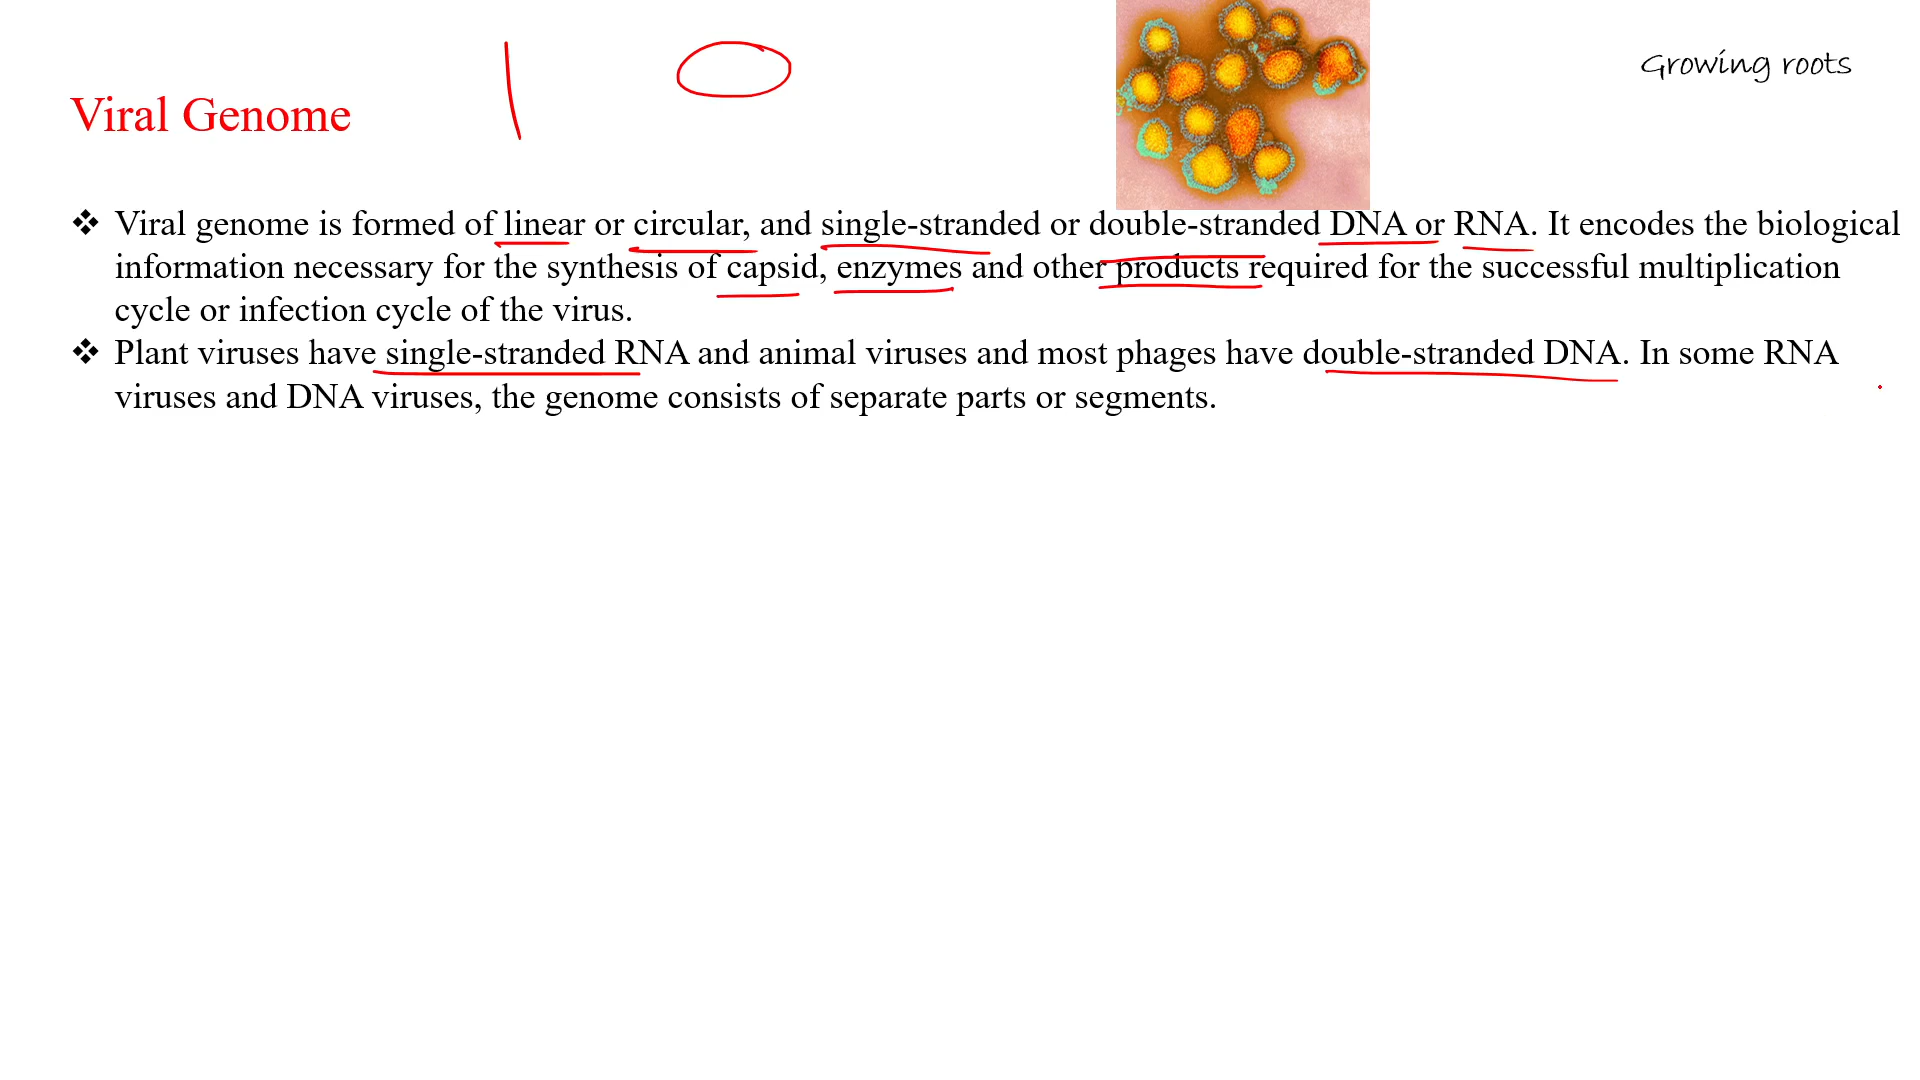 Growing roots
Viral Genome
❖ Viral genome is formed of linear or circular, and single-stranded or double-stranded DNA or RNA. It encodes the biological
information necessary for the synthesis of capsid, enzymes and other products required for the successful multiplication
cycle or infection cycle of the virus.
❖ Plant viruses have single-stranded RNA and animal viruses and most phages have double-stranded DNA. In some RNA
viruses and DNA viruses, the genome consists of separate parts or segments.